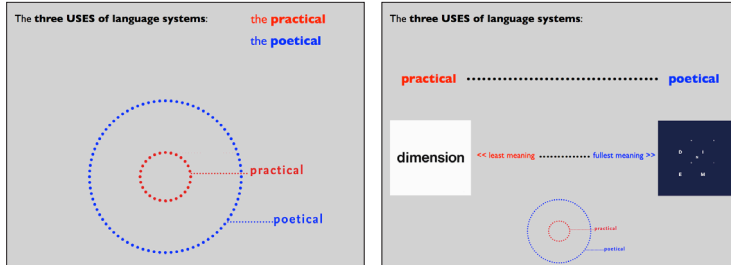 The three USES of language systems:
the practical
the poetical
practical
poetical
The three USES of language systems:
practical
poetical
dimension
<< least meaning
fullest meaning >>
D I
E M
practical
poetical